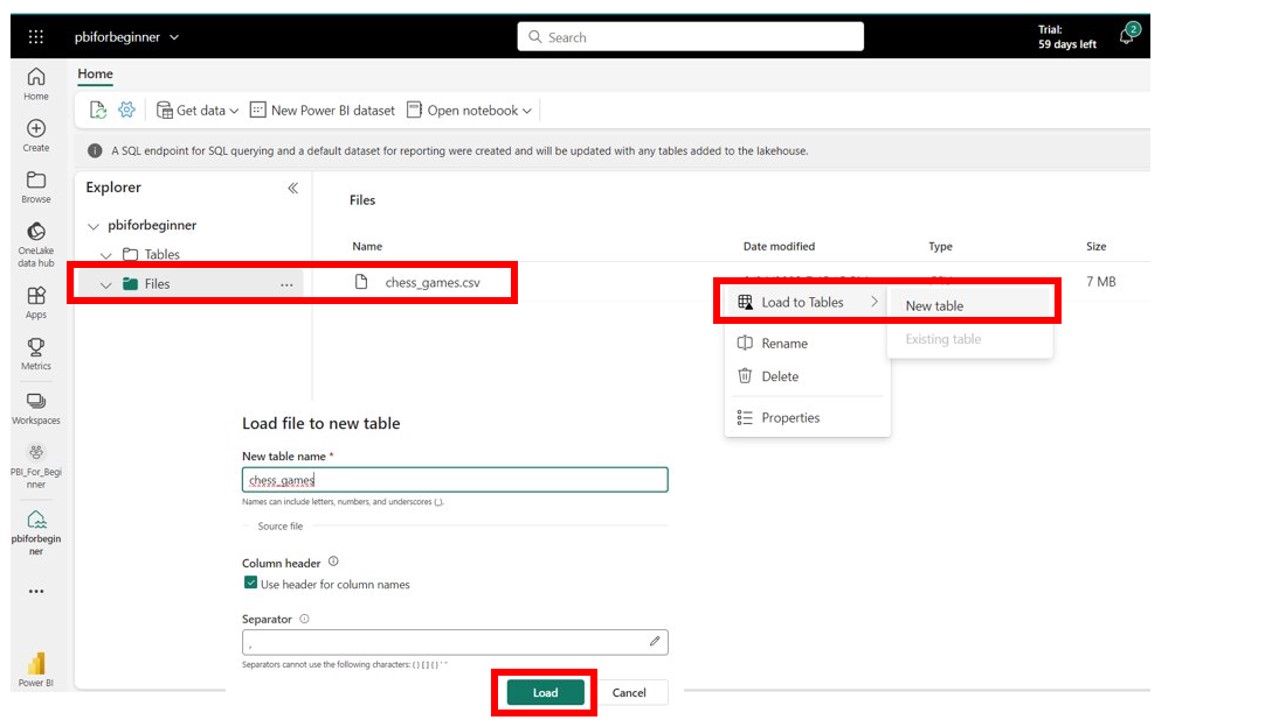 pbiforbeginner
Search
Trial:
59 days left
2
Home
Home
Create
Browse
OneLake
data hub
Apps
Metrics
Workspaces
PBI_For_Begi
nner
pbiforbegin
ner
...
Power BI
Get data
New Power BI dataset
Open notebook
A SQL endpoint for SQL querying and a default dataset for reporting were created and will be updated with any tables added to the lakehouse.
Explorer
pbiforbeginner
Tables
Files
...
Files
Name Date modified Type Size
chess_games.csv 7 MB
Load to Tables
New table
Existing table
Rename
Delete
Properties
Load file to new table
New table name *
chess_games
Names can include letters, numbers, and underscores (_).
Source file
Column header
Use header for column names
Separator
,
Separators cannot use the following characters: ( ) [ ] { } ' "
Load
Cancel